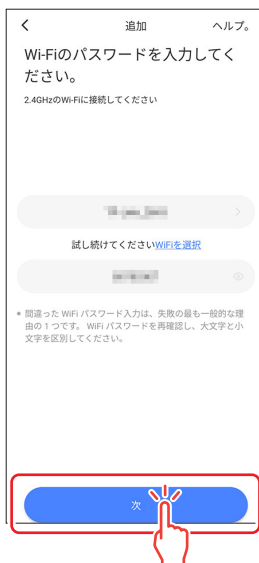 追加 ヘルプ。
Wi-Fiのパスワードを入力してく
ださい。
2.4GHzのWi-Fiに接続してください
試し続けてくださいWiFiを選択
間違った WiFi パスワード入力は、失敗の最も一般的な理
由の 1 つです。 WiFi パスワードを再確認し、大文字と小
文字を区別してください。
次